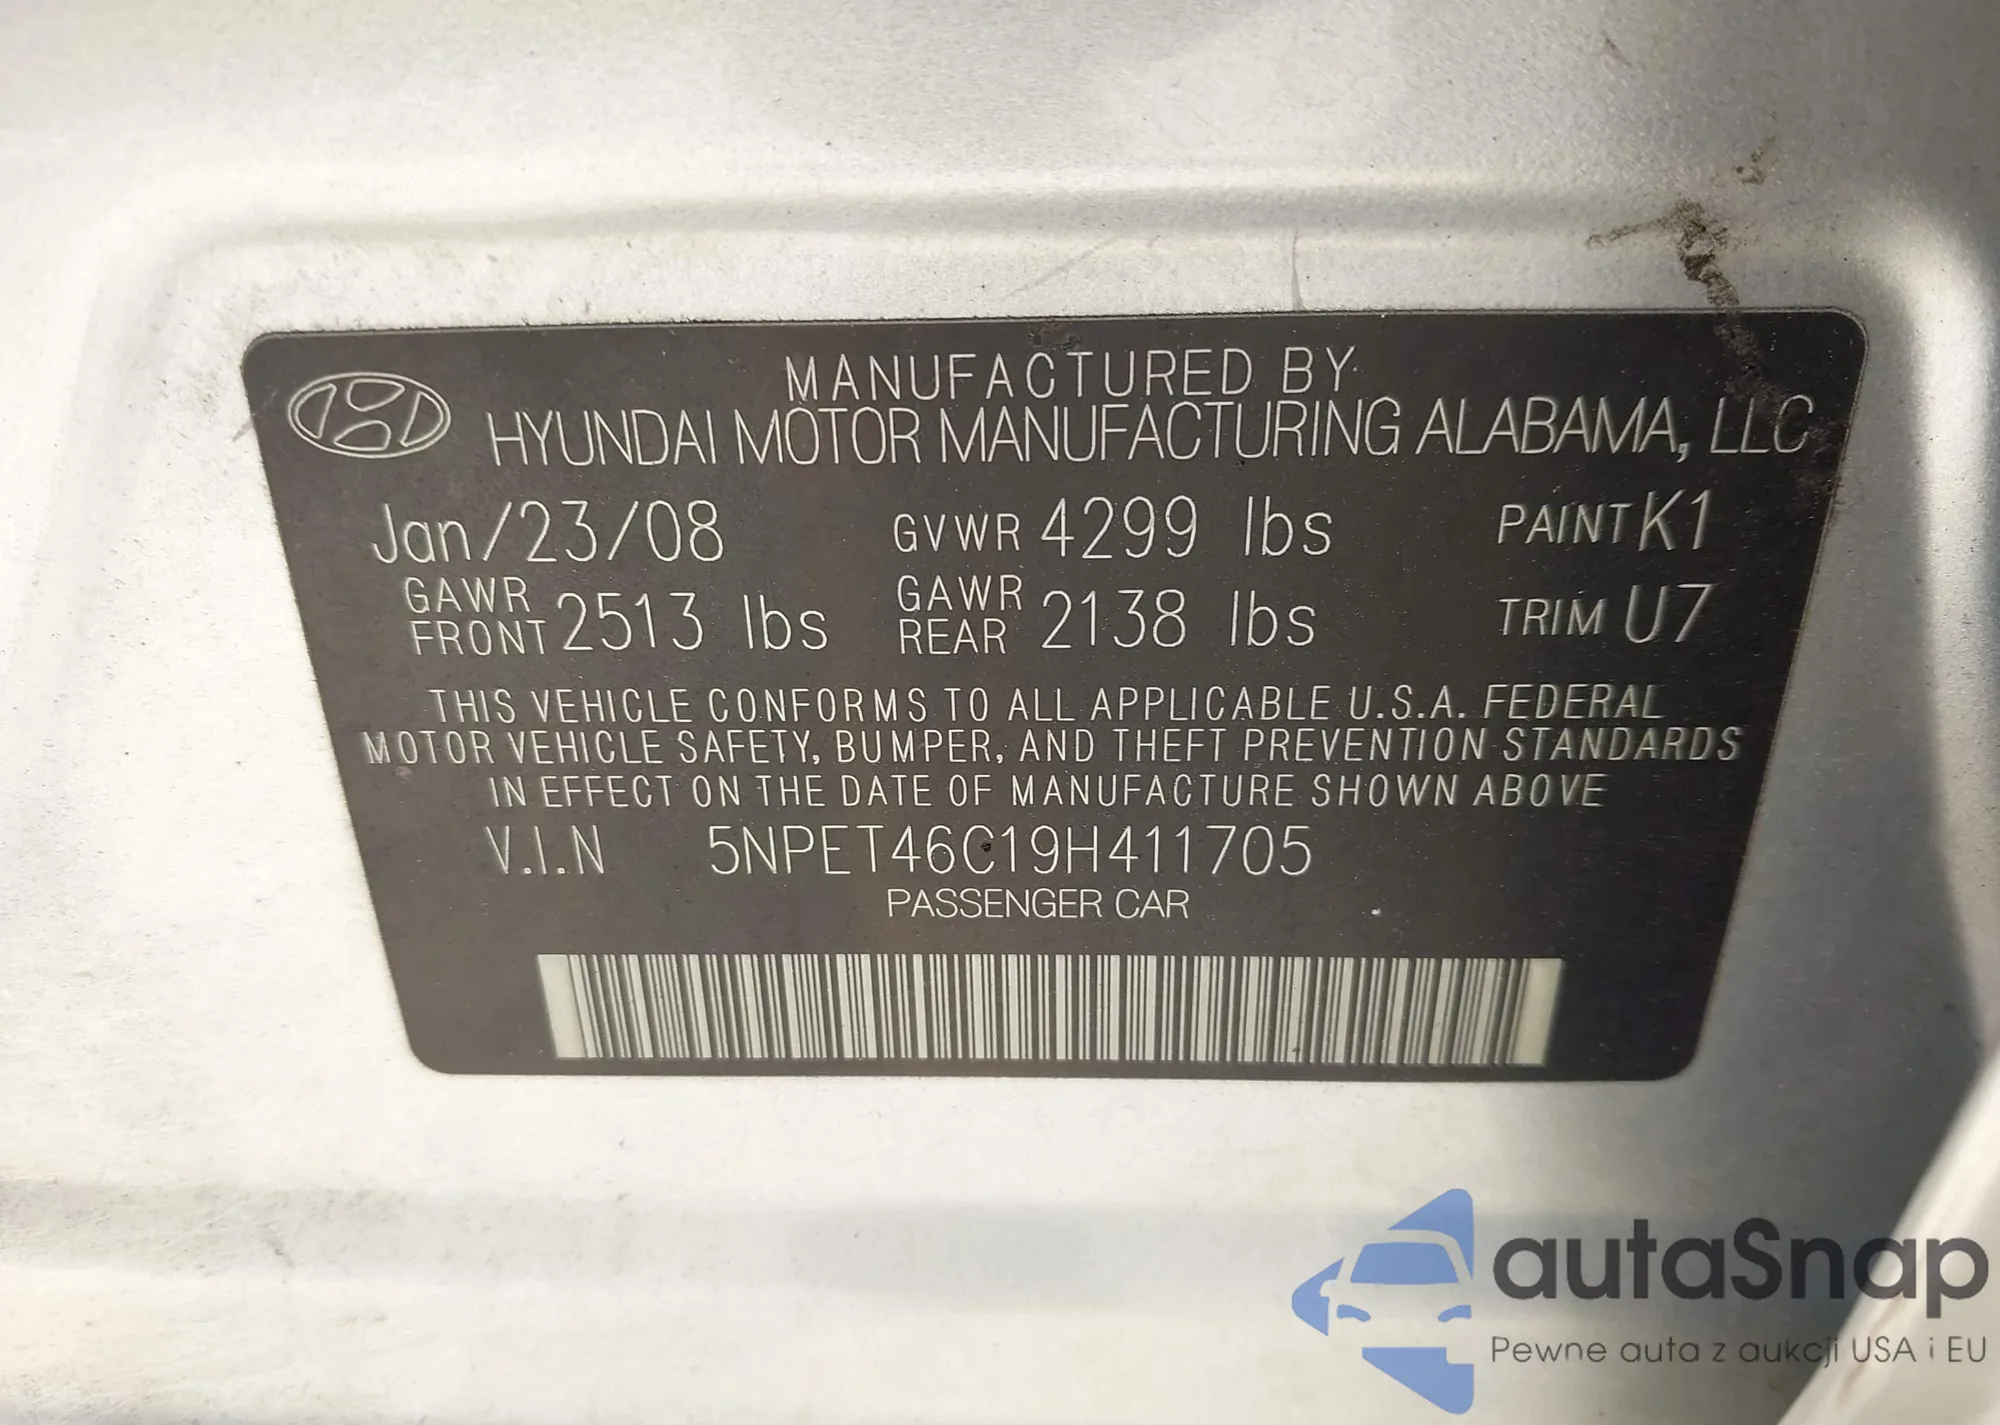 MANUFACTURED BY
HYUNDAI MOTOR MANUFACTURING ALABAMA, LLC
Jan/23/08 GVWR 4299 lbs PAINT K1
GAWR FRONT 2513 lbs GAWR REAR 2138 lbs TRIM U7
THIS VEHICLE CONFORMS TO ALL APPLICABLE U.S.A. FEDERAL
MOTOR VEHICLE SAFETY, BUMPER, AND THEFT PREVENTION STANDARDS
IN EFFECT ON THE DATE OF MANUFACTURE SHOWN ABOVE
V.I.N 5NPET46C19H411705
PASSENGER CAR
autaSnap
Pewne auta z aukcji USA i EU